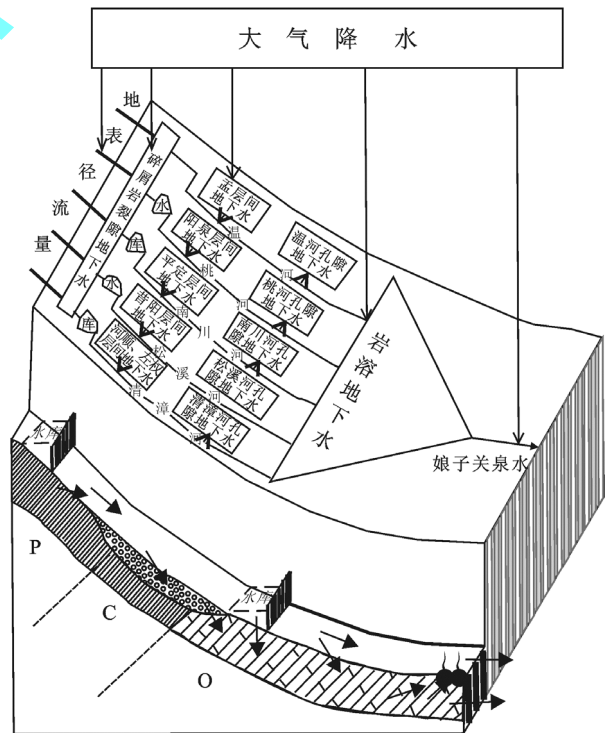 大气降水
地表径流量
碎屑岩裂隙地下水
水
库
水
库
盂层间
地下水
阳泉层间
地下水
平定层间
地下水
昔阳层间
地下水
层间地下水
温河
桃河
南川河
松溪河
清漳河
温河孔隙
地下水
桃河孔隙
地下水
南川河孔
隙地下水
松溪河孔
隙地下水
清漳河孔
隙地下水
岩溶地下水
娘子关泉水
水库
水库
P
C
O